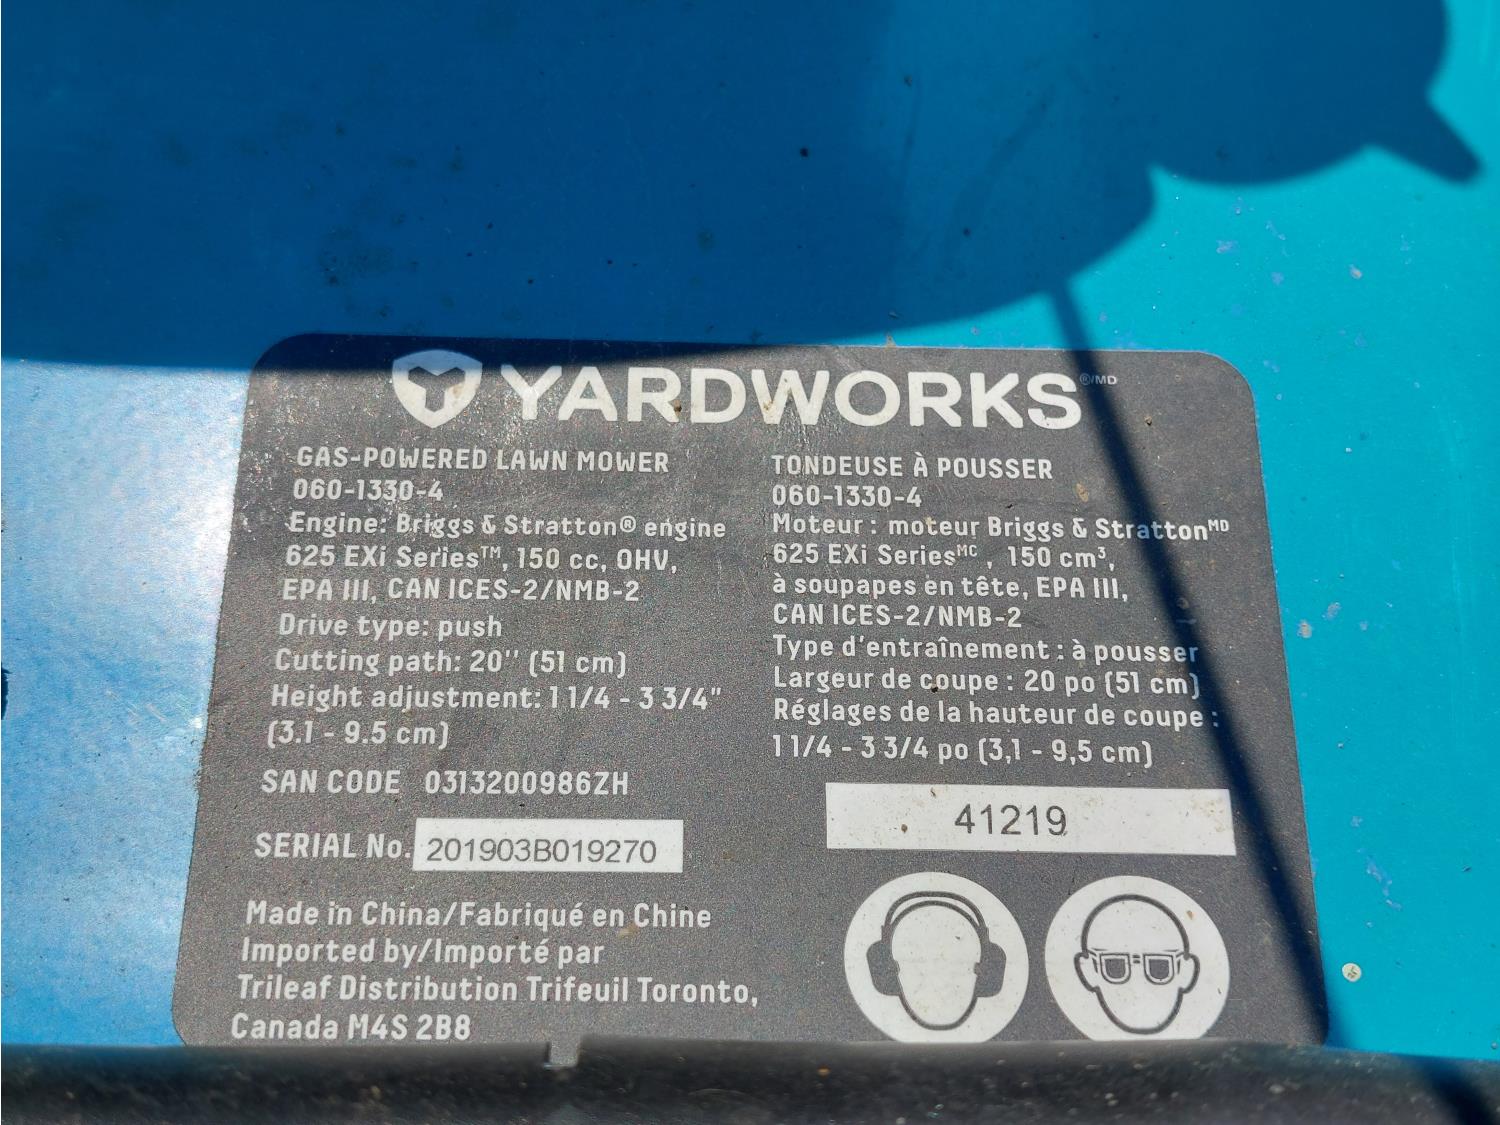 YARDWORKS®/MD
GAS-POWERED LAWN MOWER
060-1330-4
Engine: Briggs & Stratton® engine
625 EXi Series™, 150 cc, OHV,
EPA III, CAN ICES-2/NMB-2
Drive type: push
Cutting path: 20'' (51 cm)
Height adjustment: 1 1/4 - 3 3/4"
(3.1 - 9.5 cm)
SAN CODE 0313200986ZH
SERIAL No. 201903B019270
Made in China/Fabriqué en Chine
Imported by/Importé par
Trileaf Distribution Trifeuil Toronto,
Canada M4S 2B8
TONDEUSE À POUSSER
060-1330-4
Moteur : moteur Briggs & StrattonMD
625 EXi SeriesMC , 150 cm³,
à soupapes en tête, EPA III,
CAN ICES-2/NMB-2
Type d'entraînement : à pousser
Largeur de coupe : 20 po (51 cm)
Réglages de la hauteur de coupe :
1 1/4 - 3 3/4 po (3,1 - 9,5 cm)
41219